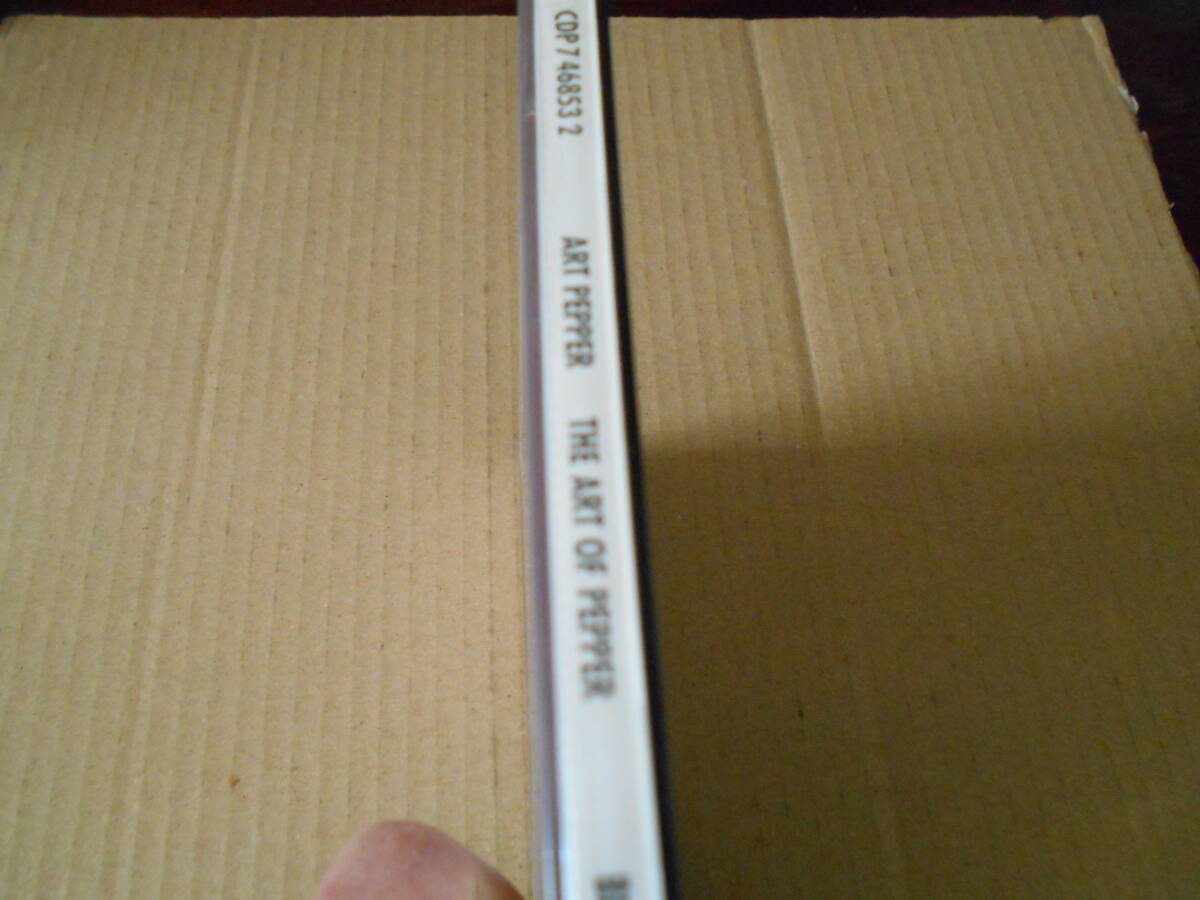 CDP 7 46853 2 ART PEPPER THE ART OF PEPPER